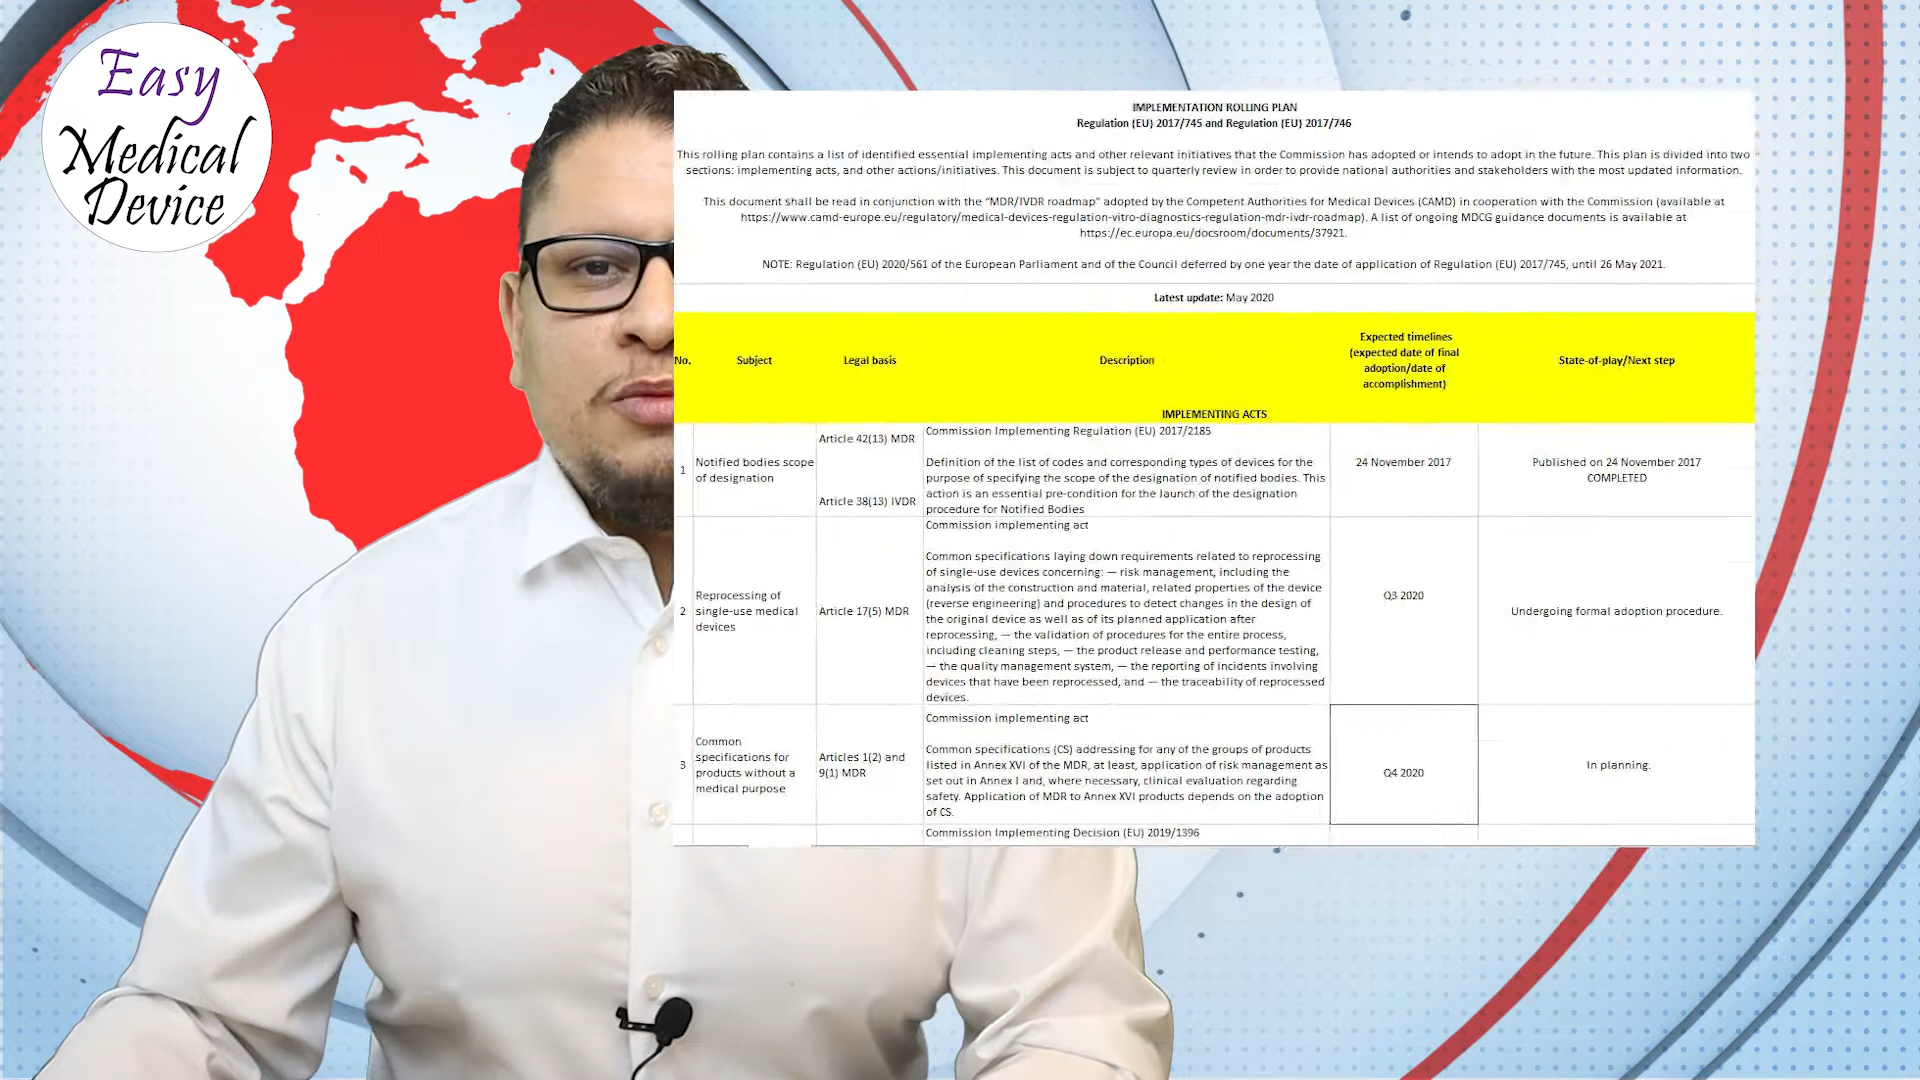 Easy
Medical
Device
IMPLEMENTATION ROLLING PLAN
Regulation (EU) 2017/745 and Regulation (EU) 2017/746
This rolling plan contains a list of identified essential implementing acts and other relevant initiatives that the Commission has adopted or intends to adopt in the future. This plan is divided into two
sections: implementing acts, and other actions/initiatives. This document is subject to quarterly review in order to provide national authorities and stakeholders with the most updated information.
This document shall be read in conjunction with the “MDR/IVDR roadmap” adopted by the Competent Authorities for Medical Devices (CAMD) in cooperation with the Commission (available at
https://www.camd-europe.eu/regulatory/medical-devices-regulation-vitro-diagnostics-regulation-mdr-ivdr-roadmap). A list of ongoing MDCG guidance documents is available at
https://ec.europa.eu/docsroom/documents/37921.
NOTE: Regulation (EU) 2020/561 of the European Parliament and of the Council deferred by one year the date of application of Regulation (EU) 2017/745, until 26 May 2021.
Latest update: May 2020
No.
Subject
Legal basis
Description
Expected timelines
(expected date of final
adoption/date of
accomplishment)
State-of-play/Next step
IMPLEMENTING ACTS
1
Notified bodies scope
of designation
Article 42(13) MDR
Article 38(13) IVDR
Commission Implementing Regulation (EU) 2017/2185
Definition of the list of codes and corresponding types of devices for the
purpose of specifying the scope of the designation of notified bodies. This
action is an essential pre-condition for the launch of the designation
procedure for Notified Bodies
24 November 2017
Published on 24 November 2017
COMPLETED
2
Reprocessing of
single-use medical
devices
Article 17(5) MDR
Commission implementing act
Common specifications laying down requirements related to reprocessing
of single-use devices concerning: — risk management, including the
analysis of the construction and material, related properties of the device
(reverse engineering) and procedures to detect changes in the design of
the original device as well as of its planned application after
reprocessing, — the validation of procedures for the entire process,
including cleaning steps, — the product release and performance testing,
— the quality management system, — the reporting of incidents involving
devices that have been reprocessed, and — the traceability of reprocessed
devices.
Q3 2020
Undergoing formal adoption procedure.
3
Common
specifications for
products without a
medical purpose
Articles 1(2) and
9(1) MDR
Commission implementing act
Common specifications (CS) addressing for any of the groups of products
listed in Annex XVI of the MDR, at least, application of risk management as
set out in Annex I and, where necessary, clinical evaluation regarding
safety. Application of MDR to Annex XVI products depends on the adoption
of CS.
Q4 2020
In planning.
Commission Implementing Decision (EU) 2019/1396